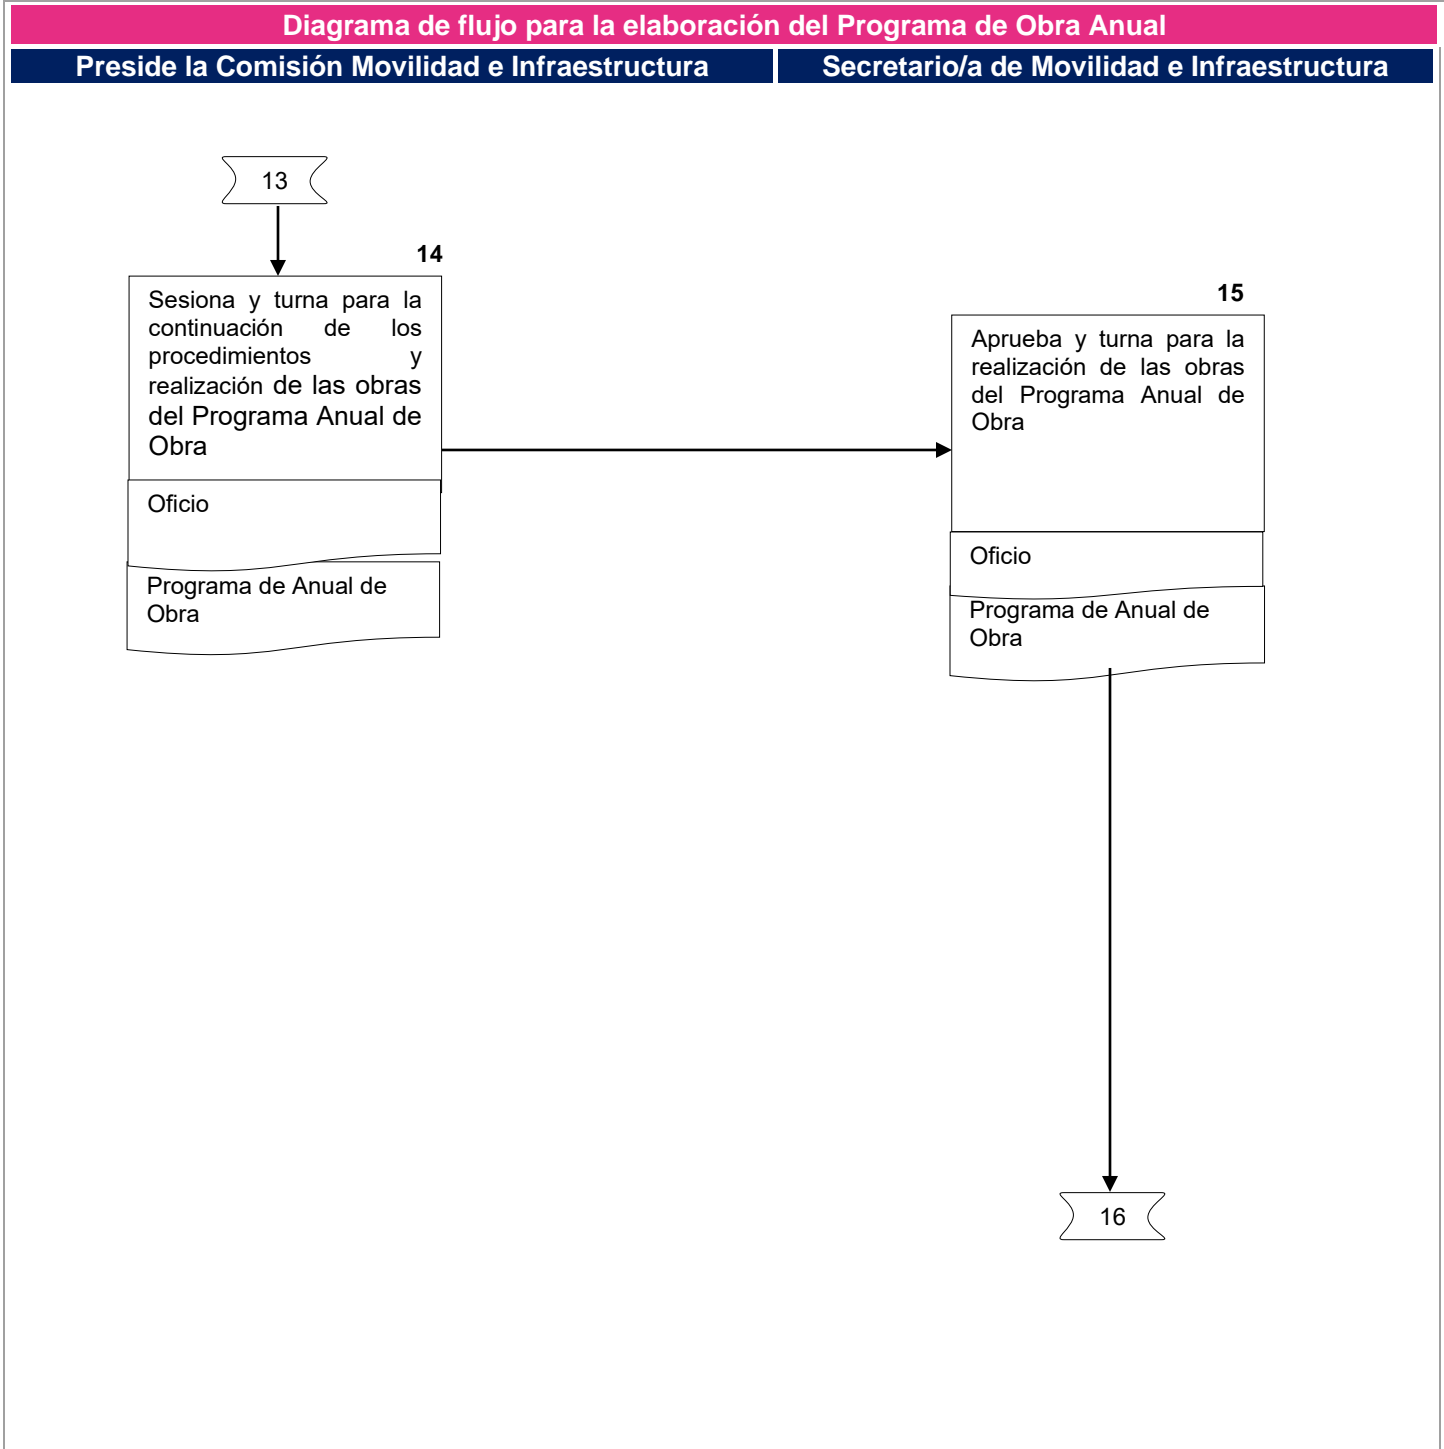 Diagrama de flujo para la elaboración del Programa de Obra Anual
Preside la Comisión Movilidad e Infraestructura
Secretario/a de Movilidad e Infraestructura
13
14
Sesiona y turna para la
continuación de los
procedimientos y
realización de las obras
del Programa Anual de
Obra
Oficio
Programa de Anual de
Obra
15
Aprueba y turna para la
realización de las obras
del Programa Anual de
Obra
Oficio
Programa de Anual de
Obra
16